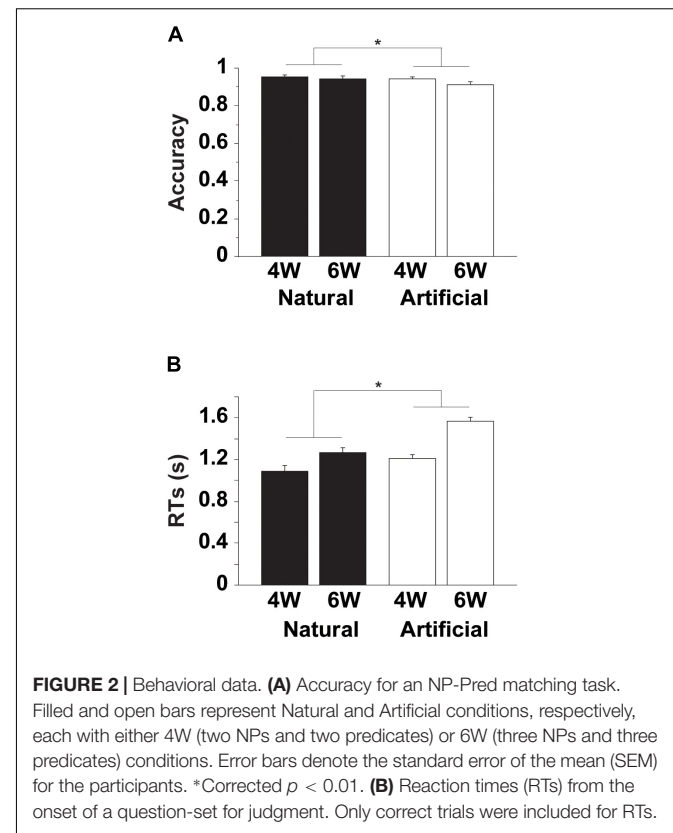 A
*
1
0.8
0.6
0.4
0.2
0
Accuracy
4W 6W 4W 6W
Natural Artificial
B
*
1.6
1.2
0.8
0.4
0
RTs (s)
4W 6W 4W 6W
Natural Artificial
FIGURE 2 | Behavioral data. (A) Accuracy for an NP-Pred matching task.
Filled and open bars represent Natural and Artificial conditions, respectively,
each with either 4W (two NPs and two predicates) or 6W (three NPs and three
predicates) conditions. Error bars denote the standard error of the mean (SEM)
for the participants. *Corrected p < 0.01. (B) Reaction times (RTs) from the
onset of a question-set for judgment. Only correct trials were included for RTs.